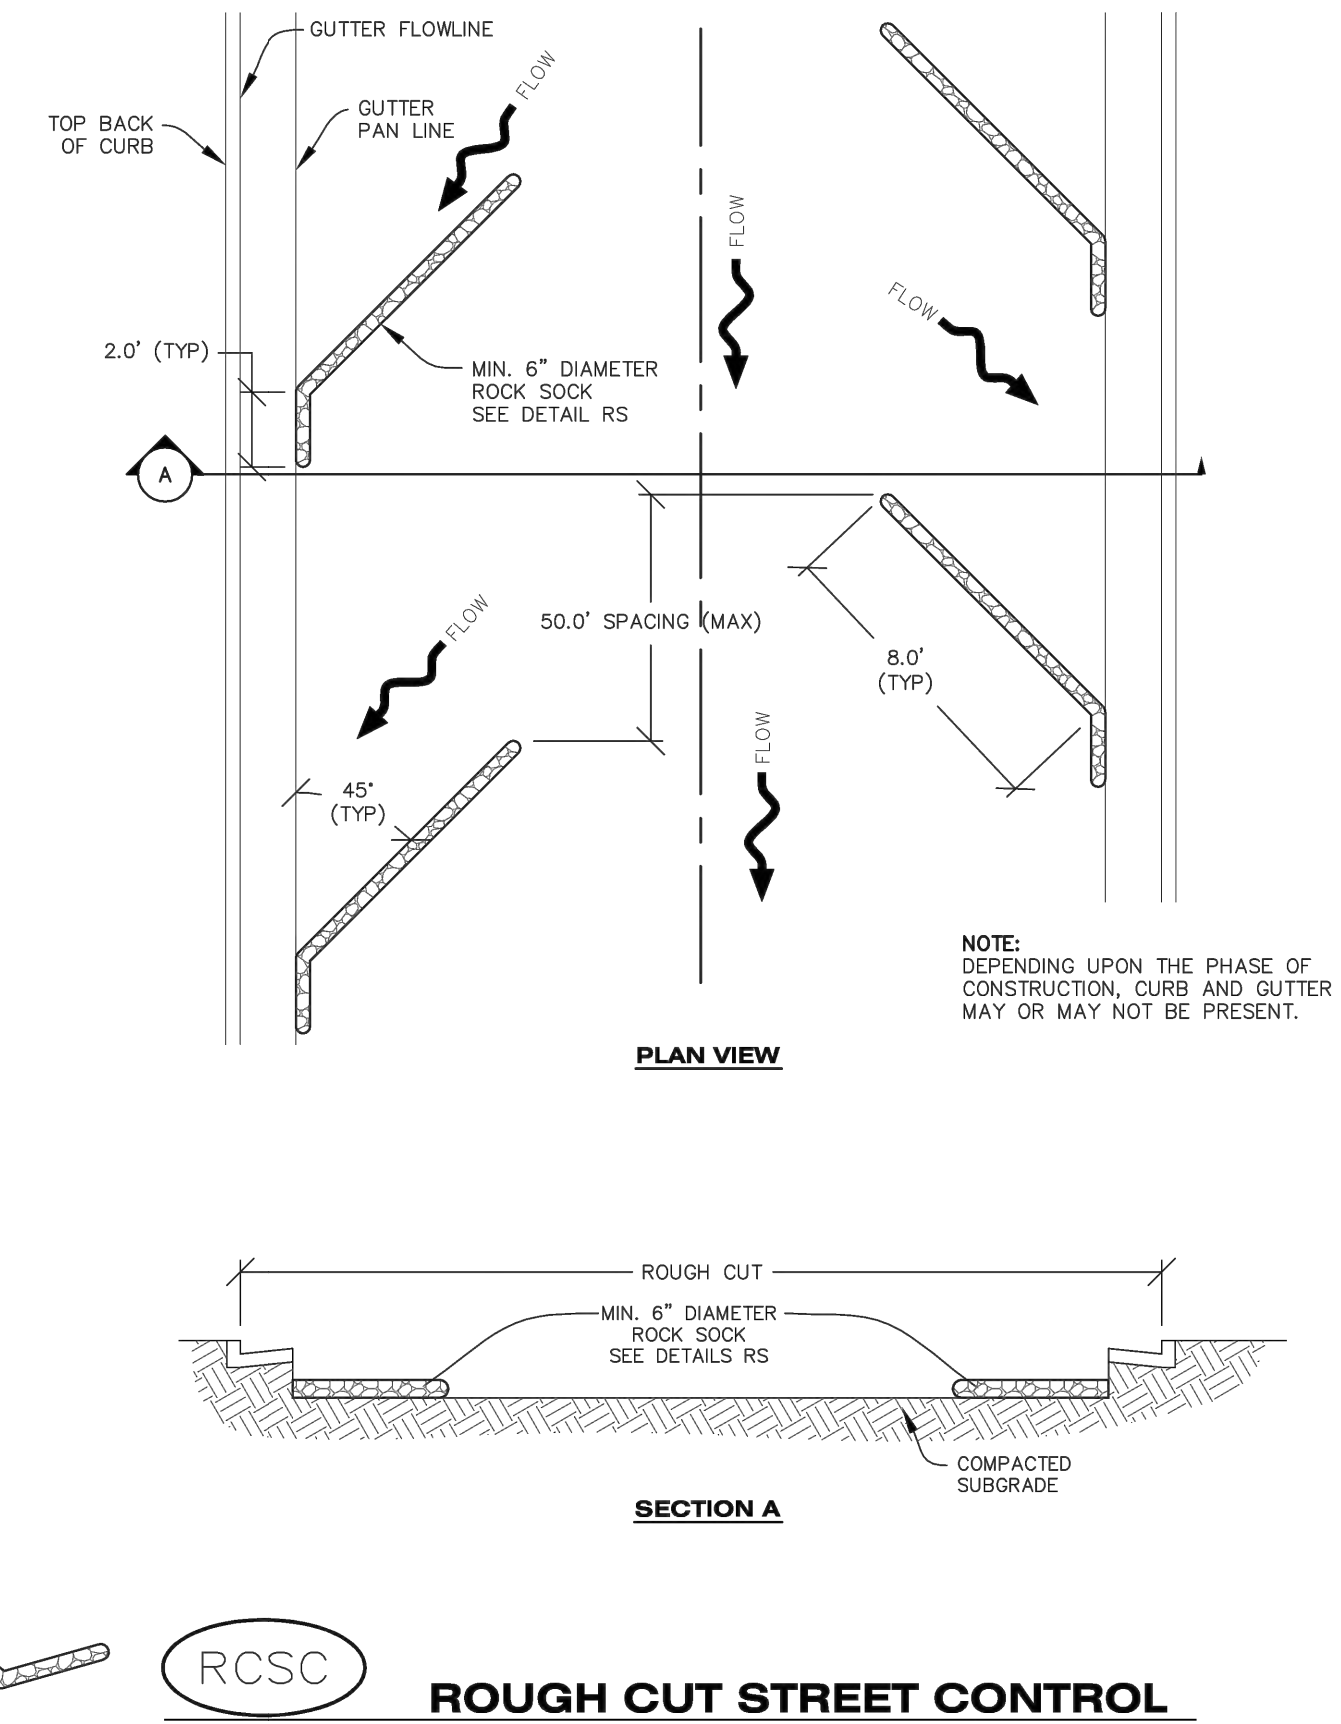 GUTTER FLOWLINE
FLOW
TOP BACK
OF CURB
GUTTER
PAN LINE
FLOW
FLOW
2.0' (TYP)
MIN. 6" DIAMETER
ROCK SOCK
SEE DETAIL RS
A
50.0' SPACING (MAX)
FLOW
8.0'
(TYP)
FLOW
45°
(TYP)
NOTE:
DEPENDING UPON THE PHASE OF
CONSTRUCTION, CURB AND GUTTER
MAY OR MAY NOT BE PRESENT.
PLAN VIEW
ROUGH CUT
MIN. 6" DIAMETER
ROCK SOCK
SEE DETAILS RS
COMPACTED
SUBGRADE
SECTION A
RCSC
ROUGH CUT STREET CONTROL